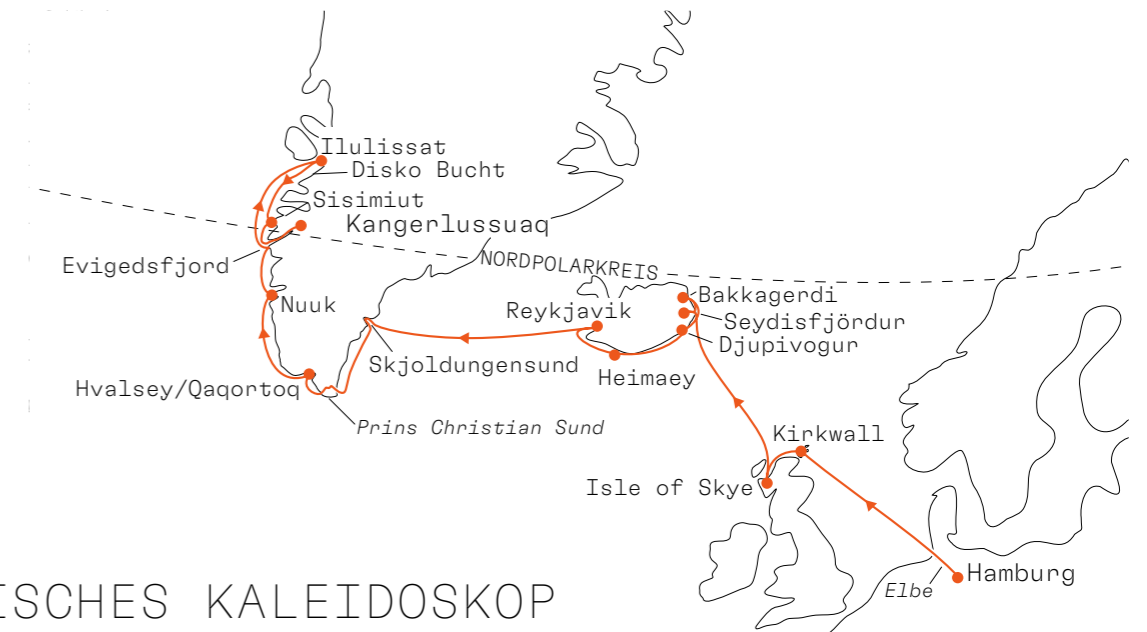 Ilulissat
Disko Bucht
Sisimiut
Kangerlussuaq
Evigedsfjord
NORDPOLARKREIS
Nuuk
Reykjavik
Bakkagerdi
Seydisfjördur
Djupivogur
Skjoldungensund
Heimaey
Hvalsey/Qaqortoq
Prins Christian Sund
Kirkwall
Isle of Skye
Hamburg
Elbe
ISCHES KALEIDOSKOP